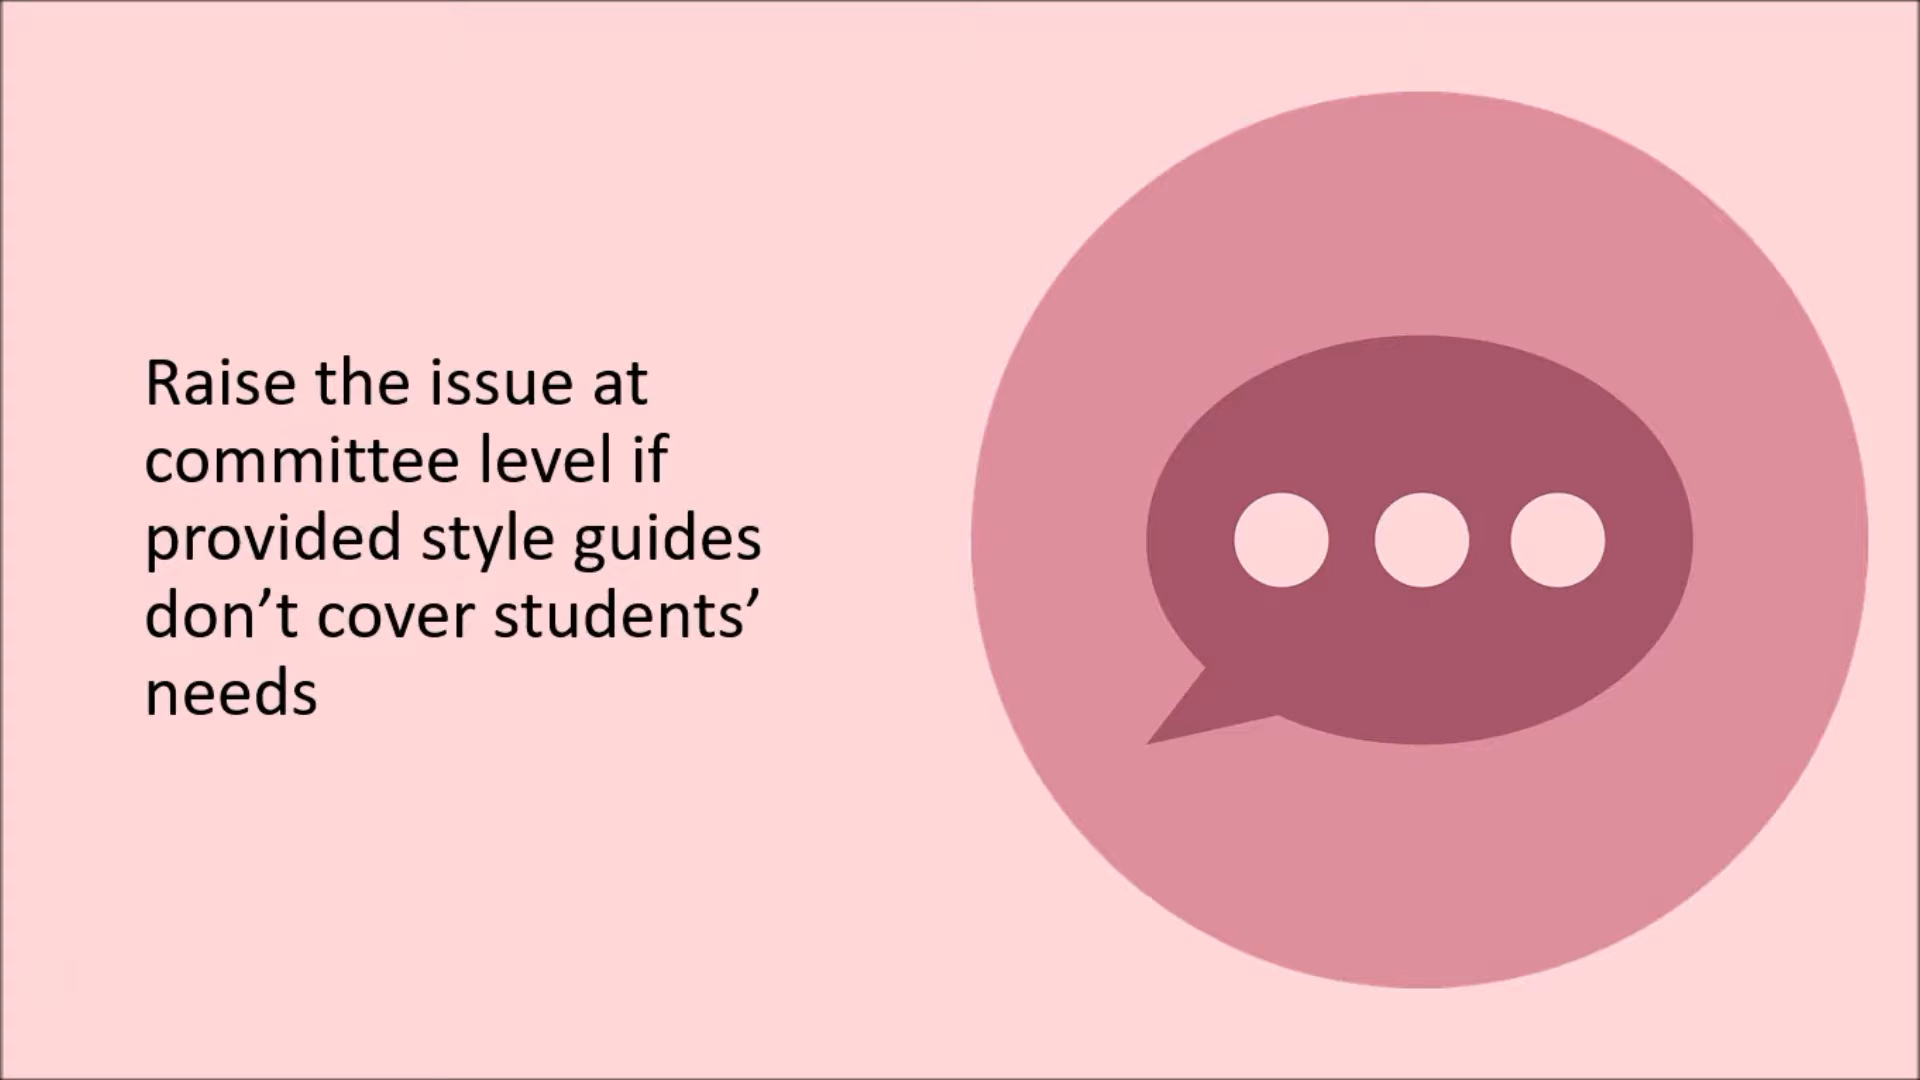 Raise the issue at
committee level if
provided style guides
don’t cover students’
needs